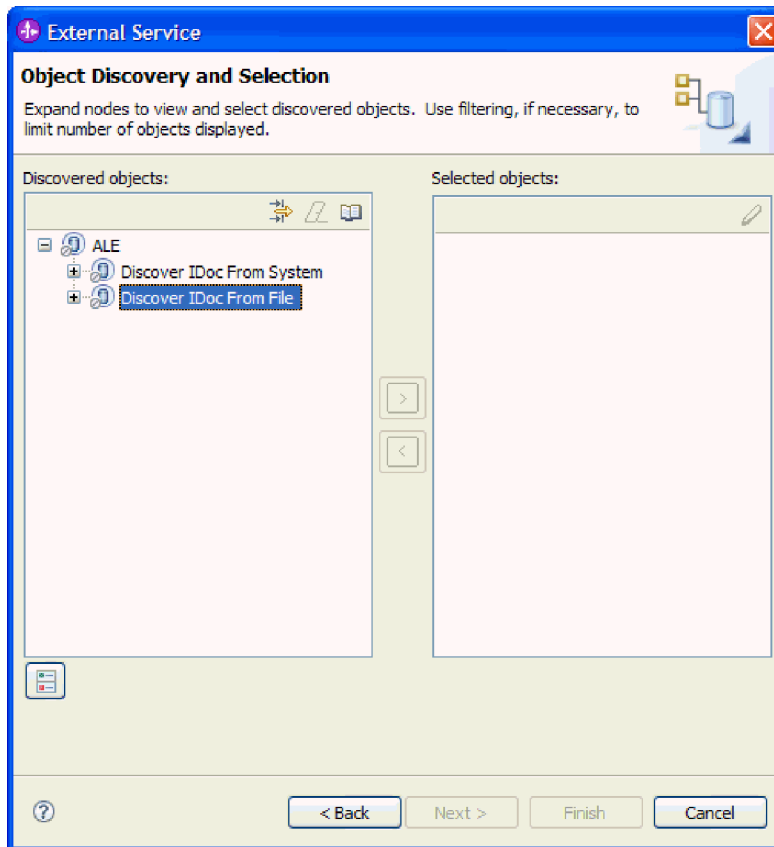 External Service
Object Discovery and Selection
Expand nodes to view and select discovered objects. Use filtering, if necessary, to
limit number of objects displayed.
Discovered objects:
Selected objects:
ALE
Discover IDoc From System
Discover IDoc From File
>
<
?
< Back
Next >
Finish
Cancel